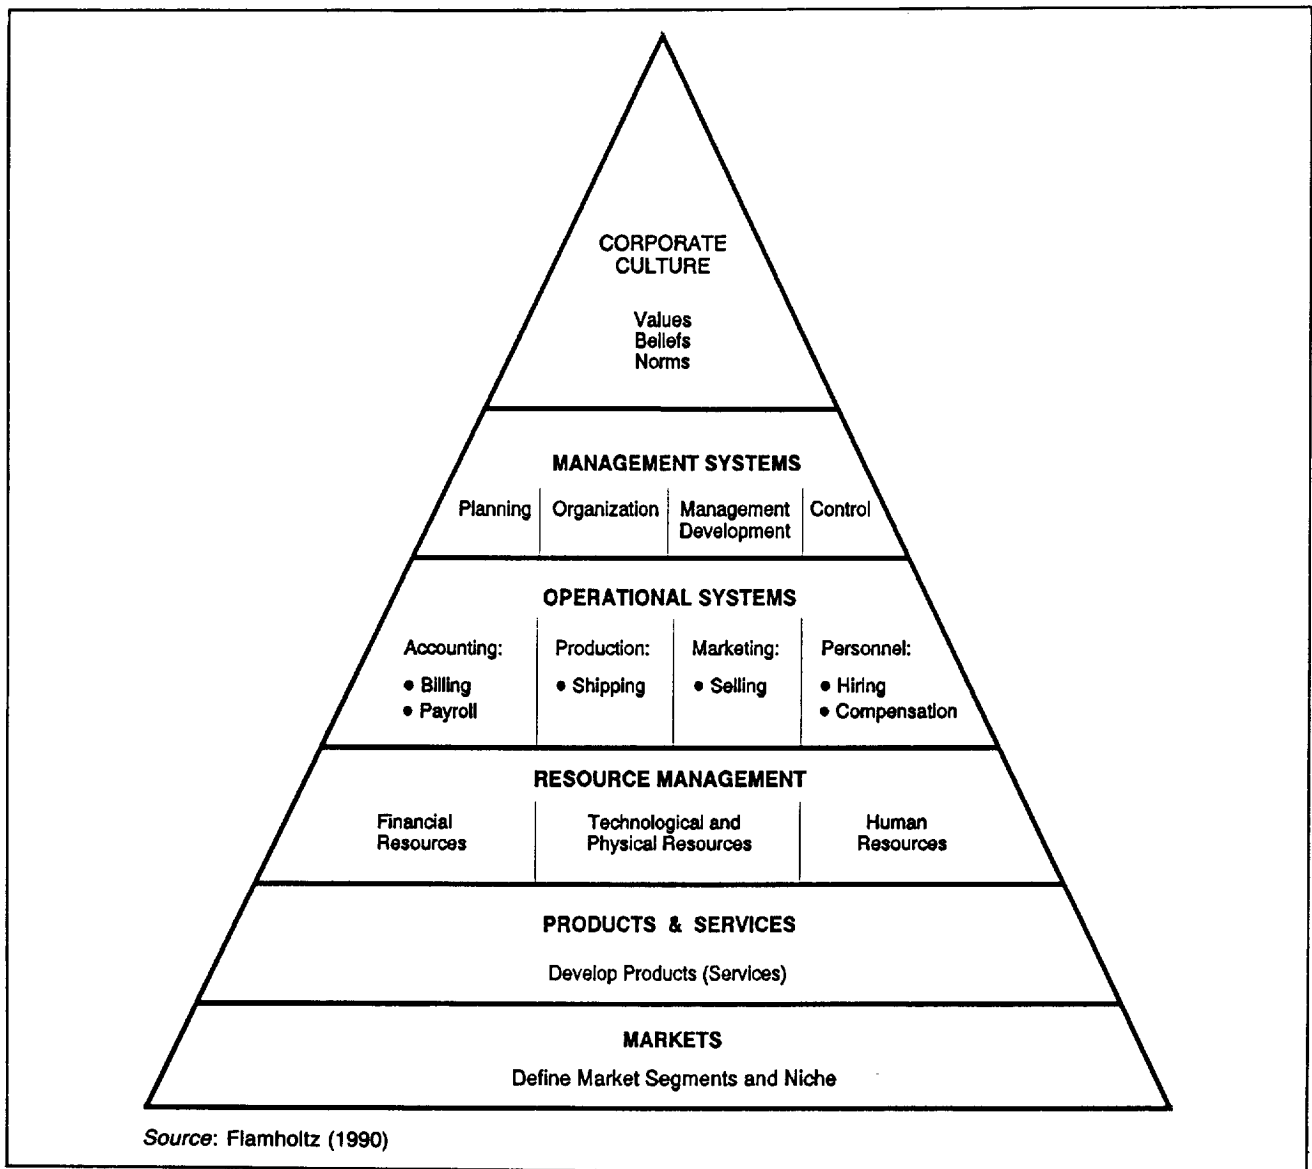 CORPORATE
CULTURE
Values
Beliefs
Norms
MANAGEMENT SYSTEMS
Planning
Organization
Management
Development
Control
OPERATIONAL SYSTEMS
Accounting:
• Billing
• Payroll
Production:
• Shipping
Marketing:
• Selling
Personnel:
• Hiring
• Compensation
RESOURCE MANAGEMENT
Financial
Resources
Technological and
Physical Resources
Human
Resources
PRODUCTS & SERVICES
Develop Products (Services)
MARKETS
Define Market Segments and Niche
Source: Flamholtz (1990)